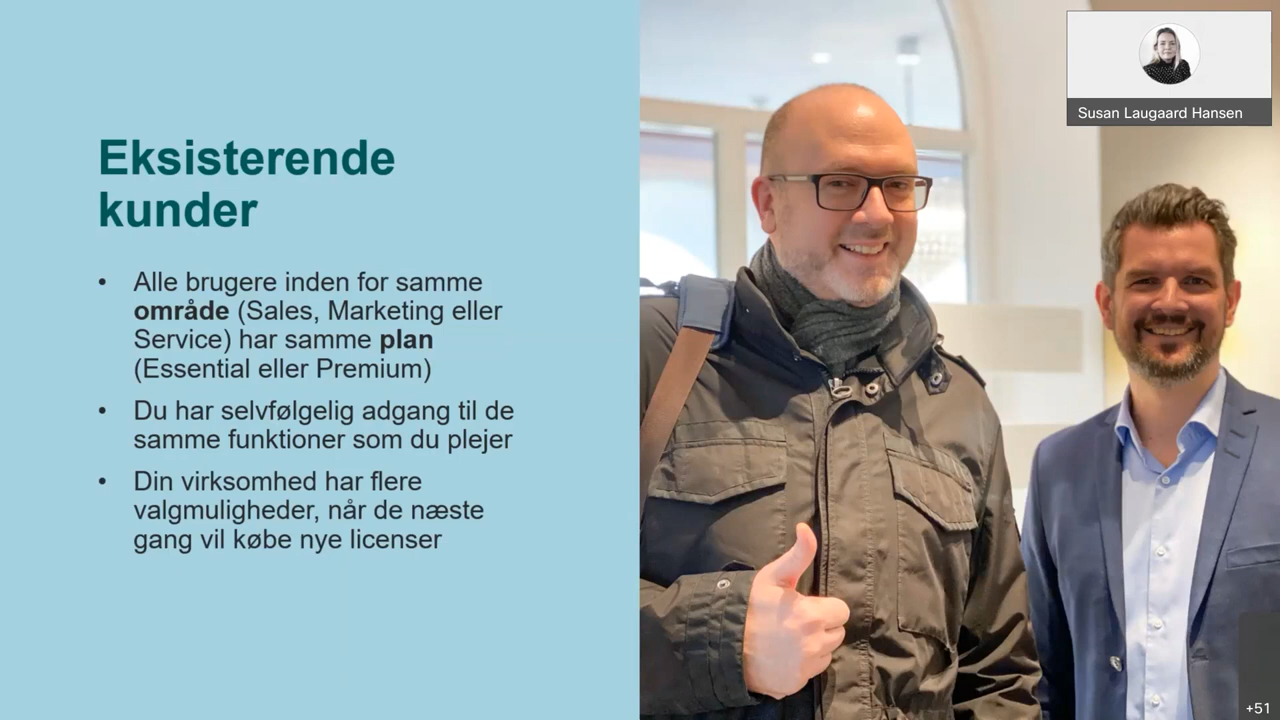 Eksisterende
kunder
• Alle brugere inden for samme
område (Sales, Marketing eller
Service) har samme plan
(Essential eller Premium)
• Du har selvfølgelig adgang til de
samme funktioner som du plejer
• Din virksomhed har flere
valgmuligheder, når de næste
gang vil købe nye licenser
Susan Laugaard Hansen
+51